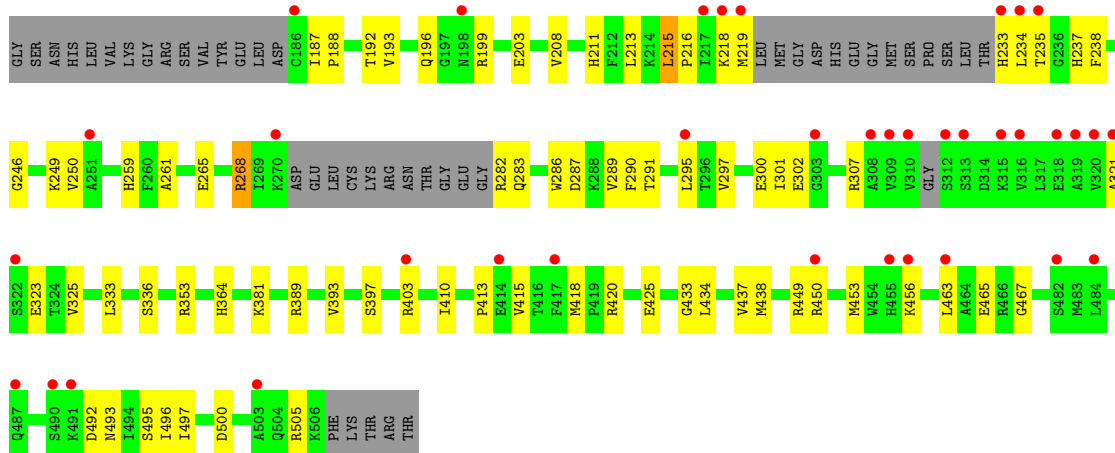 GLY SER ASN HIS LEU VAL LYS GLY ARG SER VAL TYR GLU LEU ASP C186 I187 P188 T192 V193 Q196 G197 N198 R199 E203 V208 H211 F212 L213 K214 L215 P216 I217 K218 M219 LEU MET GLY ASP HIS GLU GLY MET SER PRO SER LEU THR H233 L234 T235 G236 H237 F238
G246 K249 V250 A251 H259 F260 A261 E265 R268 I269 K270 ASP GLU LEU CYS LYS ARG ASN THR GLY GLU GLY R282 Q283 W286 D287 K288 V289 F290 T291 L295 T296 V297 E300 I301 E302 G303 R307 A308 V309 V310 GLY S312 S313 D314 K315 V316 L317 E318 A319 V320 A321
S322 E323 T324 V325 L333 S336 R353 H364 K381 R389 V393 S397 R403 I410 P413 E414 V415 T416 F417 M418 P419 R420 E425 G433 L434 V437 M438 R449 R450 M453 W454 H455 K456 L463 A464 E465 R466 G467 S482 M483 L484
Q487 S490 K491 D492 N493 I494 S495 I496 I497 D500 A503 Q504 R505 K506 PHE LYS THR ARG THR